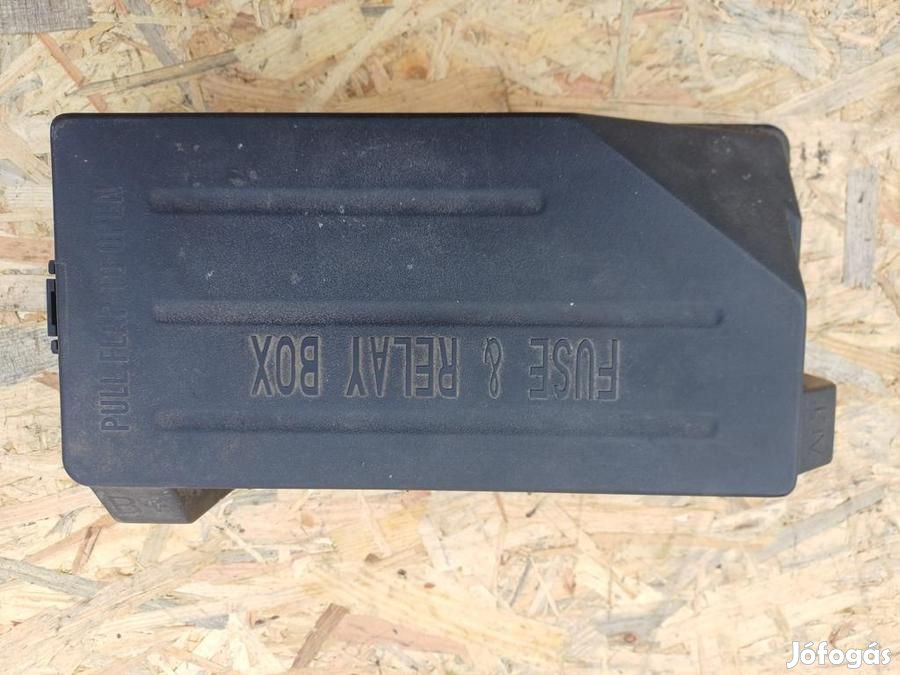 FUSE & RELAY BOX
PULL FLAP TO OPEN
Jófogás